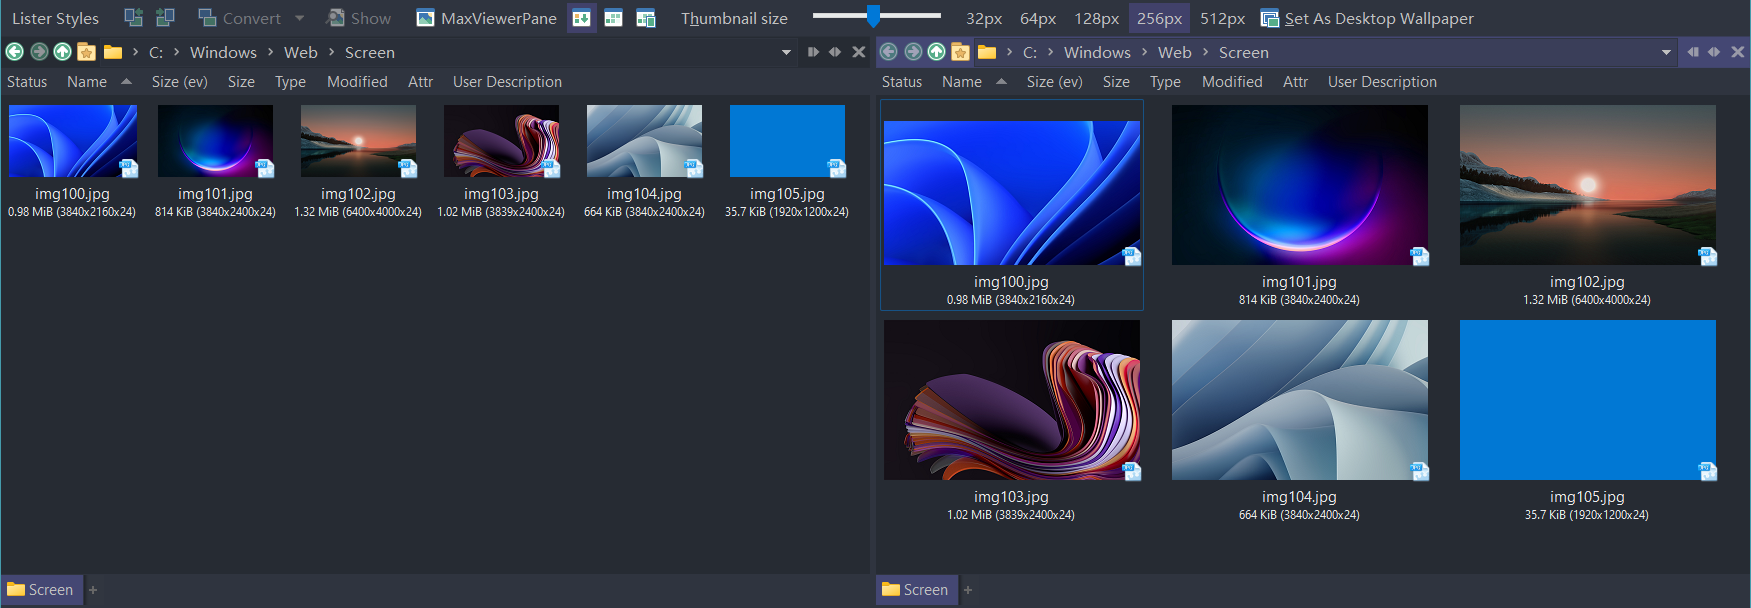 Lister Styles Convert Show MaxViewerPane Thumbnail size 32px 64px 128px 256px 512px Set As Desktop Wallpaper
C: Windows Web Screen
Status Name Size (ev) Size Type Modified Attr User Description
img100.jpg img101.jpg img102.jpg img103.jpg img104.jpg img105.jpg
0.98 MiB (3840x2160x24) 814 KiB (3840x2400x24) 1.32 MiB (6400x4000x24) 1.02 MiB (3839x2400x24) 664 KiB (3840x2400x24) 35.7 KiB (1920x1200x24)
Screen +
C: Windows Web Screen
Status Name Size (ev) Size Type Modified Attr User Description
img100.jpg img101.jpg img102.jpg
0.98 MiB (3840x2160x24) 814 KiB (3840x2400x24) 1.32 MiB (6400x4000x24)
img103.jpg img104.jpg img105.jpg
1.02 MiB (3839x2400x24) 664 KiB (3840x2400x24) 35.7 KiB (1920x1200x24)
Screen +